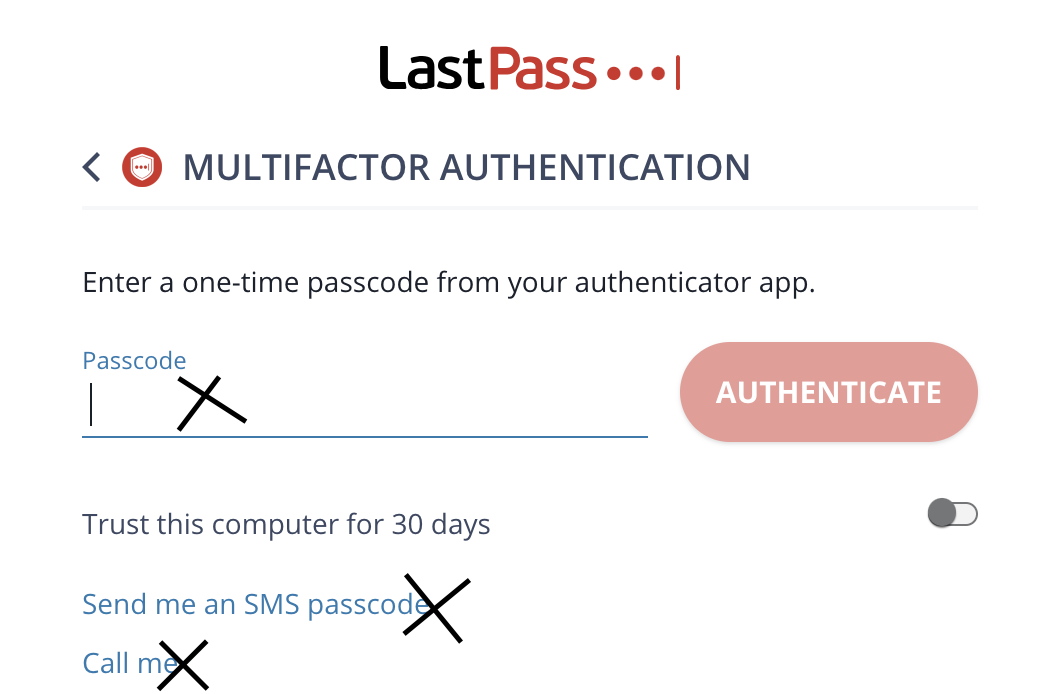 LastPass
MULTIFACTOR AUTHENTICATION
Enter a one-time passcode from your authenticator app.
Passcode
AUTHENTICATE
Trust this computer for 30 days
Send me an SMS passcode
Call me